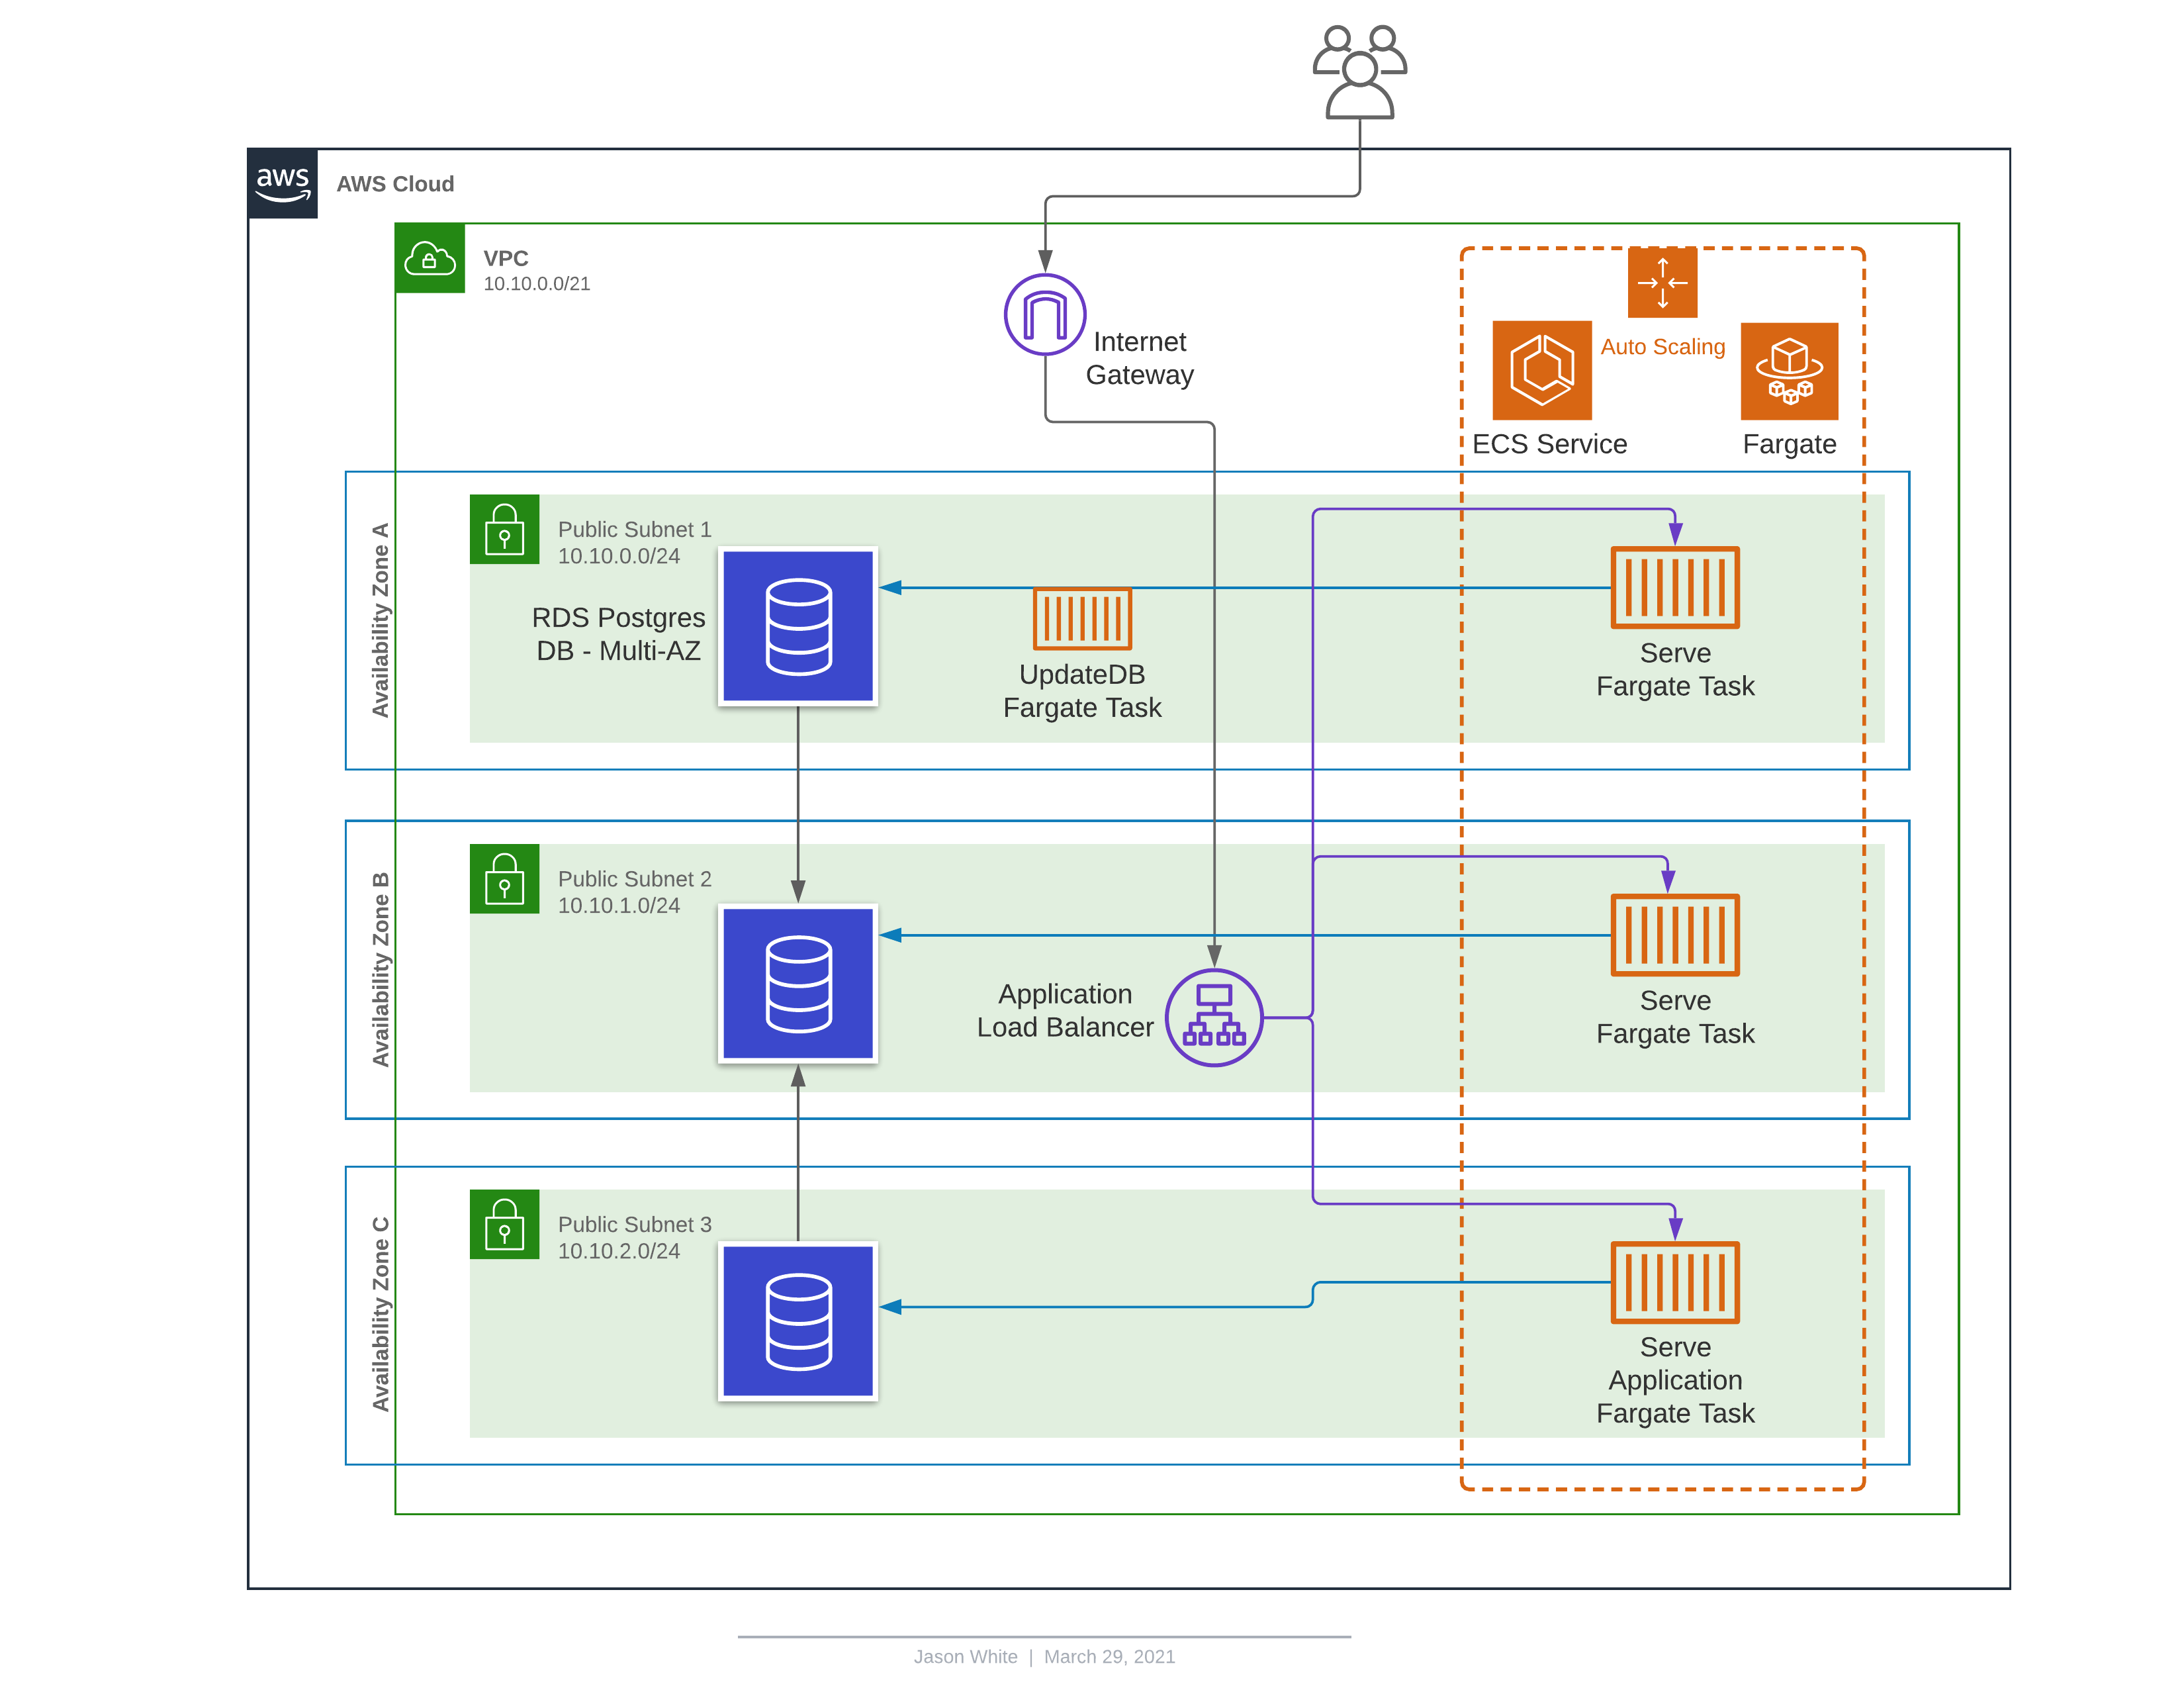 aws
AWS Cloud
VPC
10.10.0.0/21
Internet
Gateway
Auto Scaling
ECS Service
Fargate
Availability Zone A
Public Subnet 1
10.10.0.0/24
RDS Postgres
DB - Multi-AZ
UpdateDB
Fargate Task
Serve
Fargate Task
Availability Zone B
Public Subnet 2
10.10.1.0/24
Application
Load Balancer
Serve
Fargate Task
Availability Zone C
Public Subnet 3
10.10.2.0/24
Serve
Application
Fargate Task
Jason White | March 29, 2021